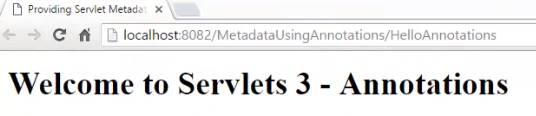 Providing Servlet Metadat
localhost:8082/MetadataUsingAnnotations/HelloAnnotations
Welcome to Servlets 3 - Annotations